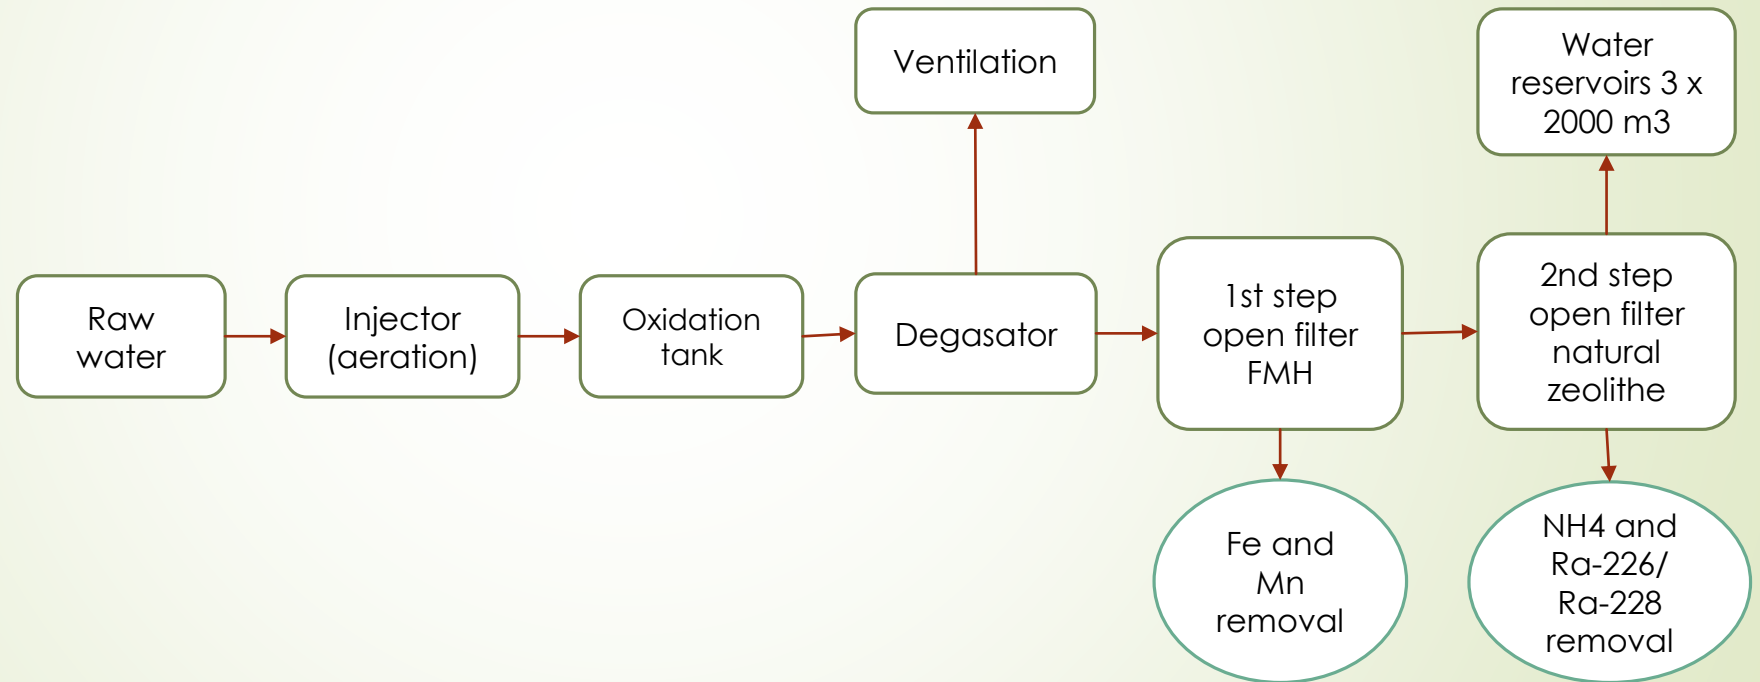 Ventilation
Water
reservoirs 3 x
2000 m3
Raw
water
Injector
(aeration)
Oxidation
tank
Degasator
1st step
open filter
FMH
2nd step
open filter
natural
zeolithe
Fe and
Mn
removal
NH4 and
Ra-226/
Ra-228
removal